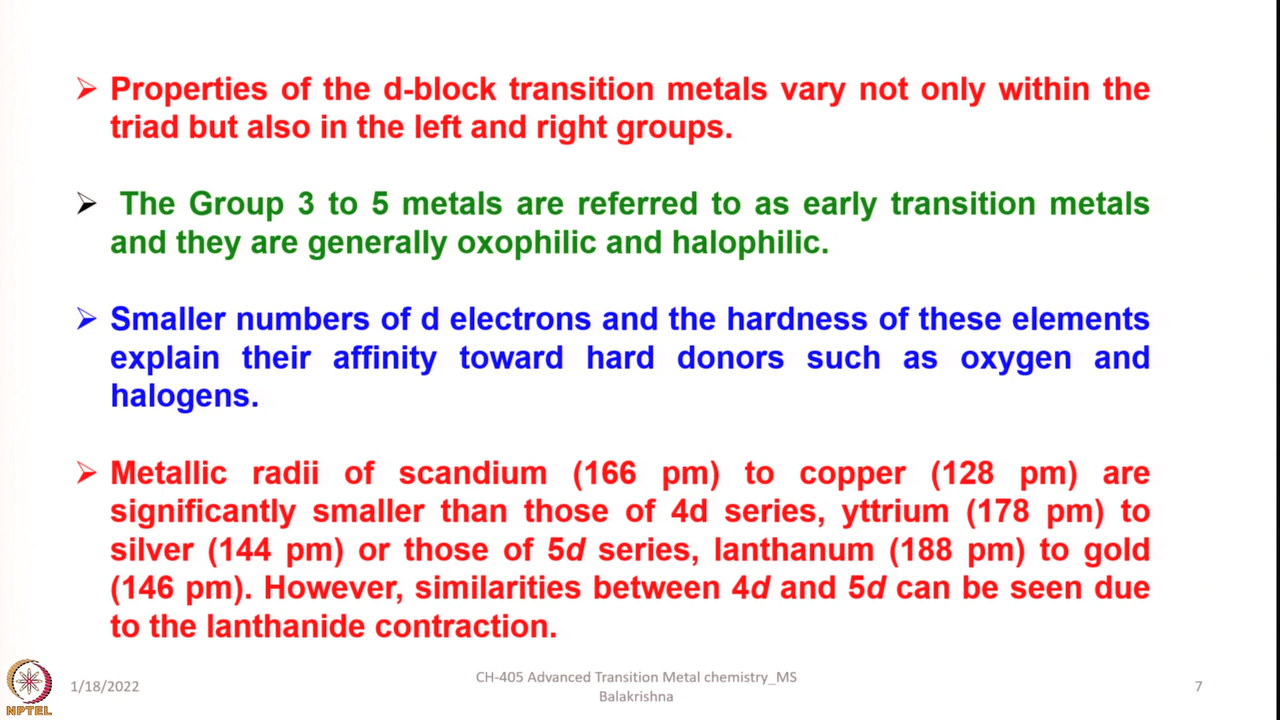 ➢ Properties of the d-block transition metals vary not only within the
triad but also in the left and right groups.
➢ The Group 3 to 5 metals are referred to as early transition metals
and they are generally oxophilic and halophilic.
➢ Smaller numbers of d electrons and the hardness of these elements
explain their affinity toward hard donors such as oxygen and
halogens.
➢ Metallic radii of scandium (166 pm) to copper (128 pm) are
significantly smaller than those of 4d series, yttrium (178 pm) to
silver (144 pm) or those of 5d series, lanthanum (188 pm) to gold
(146 pm). However, similarities between 4d and 5d can be seen due
to the lanthanide contraction.
NPTEL
1/18/2022
CH-405 Advanced Transition Metal chemistry_MS
Balakrishna
7